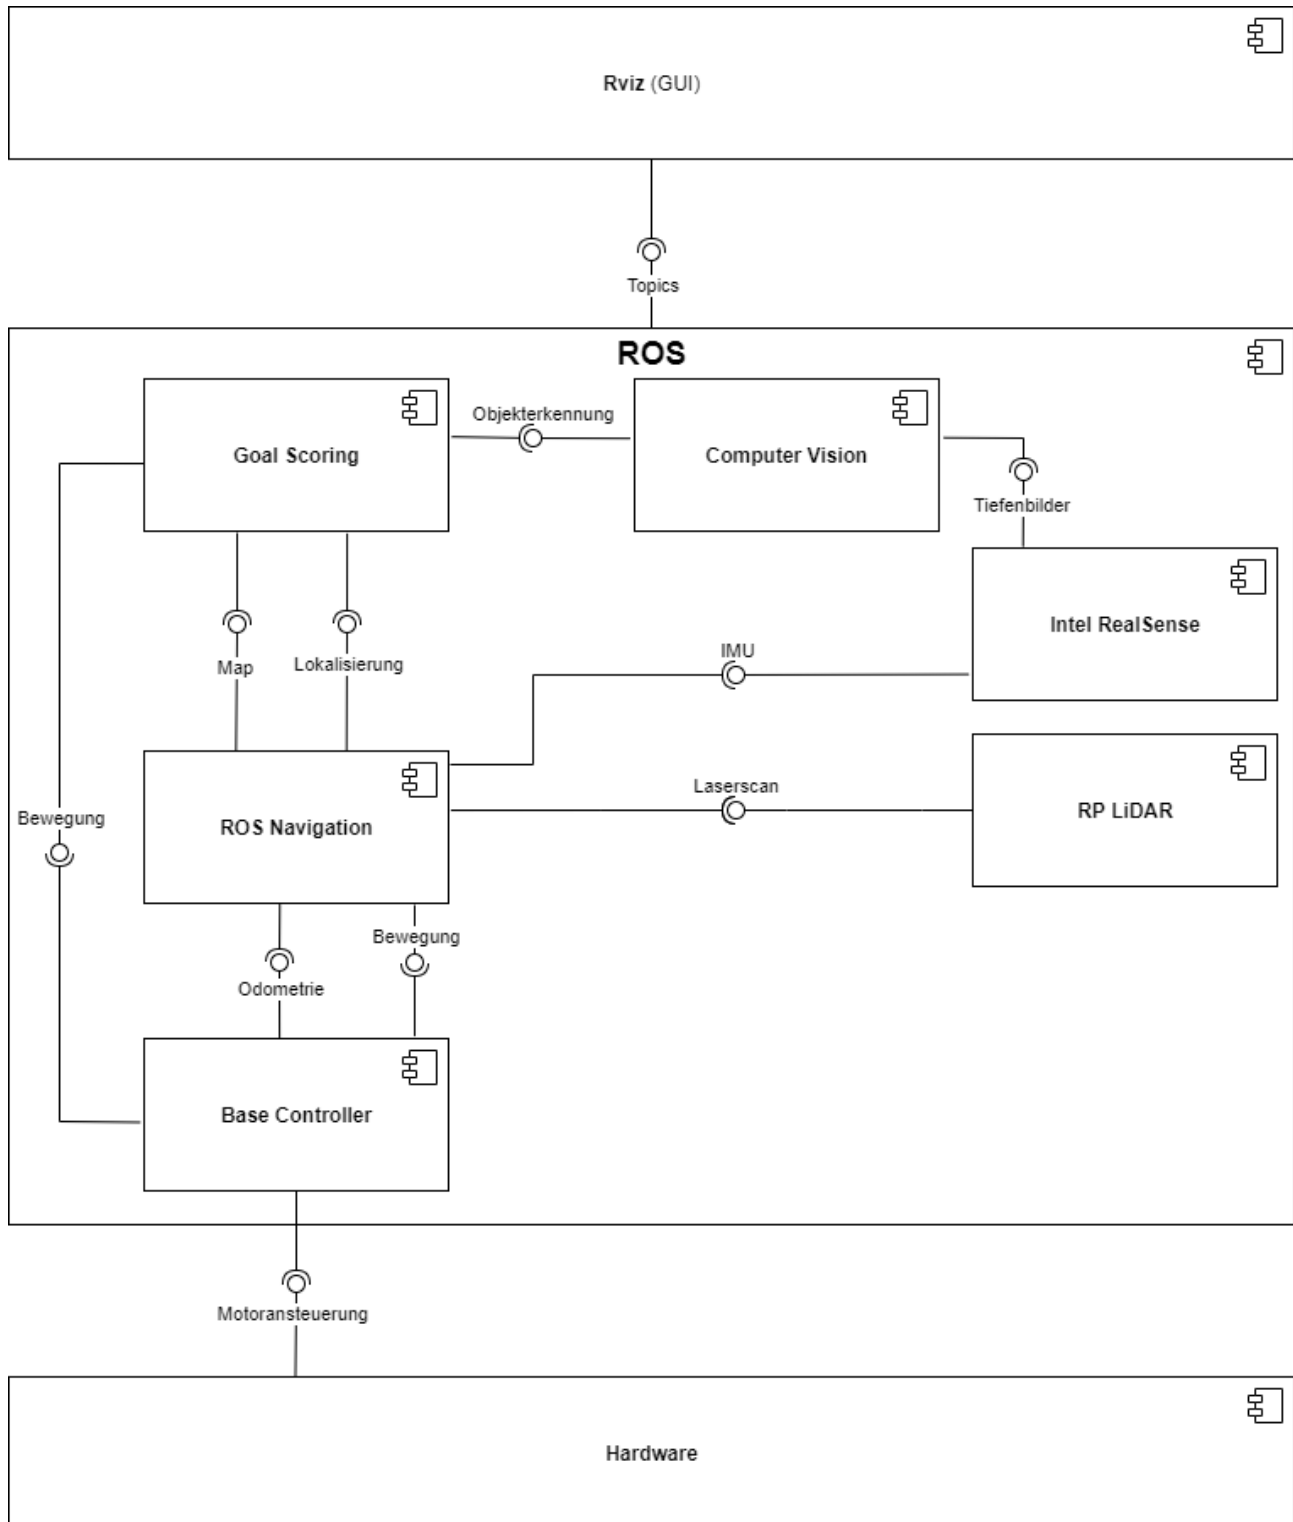 Rviz (GUI)
Topics
ROS
Objekterkennung
Goal Scoring
Computer Vision
Tiefenbilder
Intel RealSense
IMU
Map
Lokalisierung
Laserscan
RP LiDAR
Bewegung
ROS Navigation
Bewegung
Odometrie
Base Controller
Motoransteuerung
Hardware